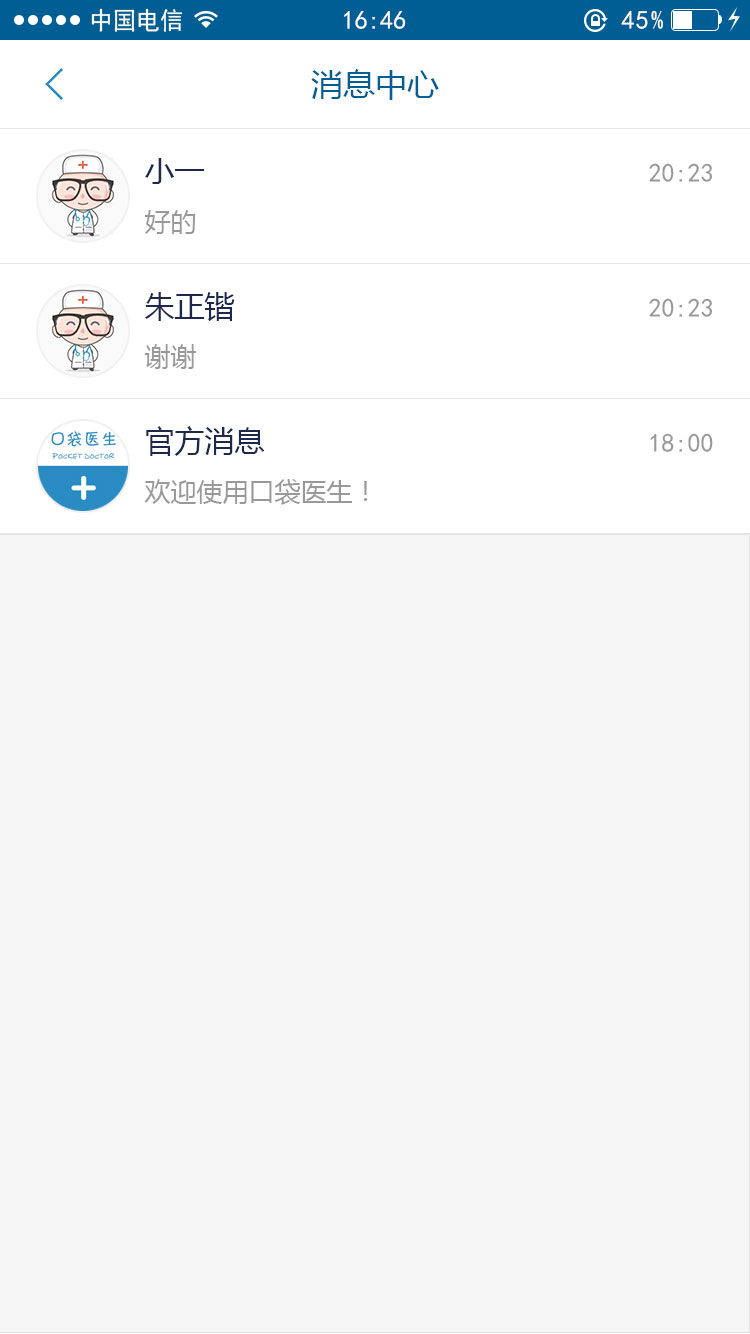 中国电信 16:46 45%
消息中心
小一 20:23
好的
朱正锴 20:23
谢谢
口袋医生
POCKET DOCTOR
官方消息 18:00
欢迎使用口袋医生！